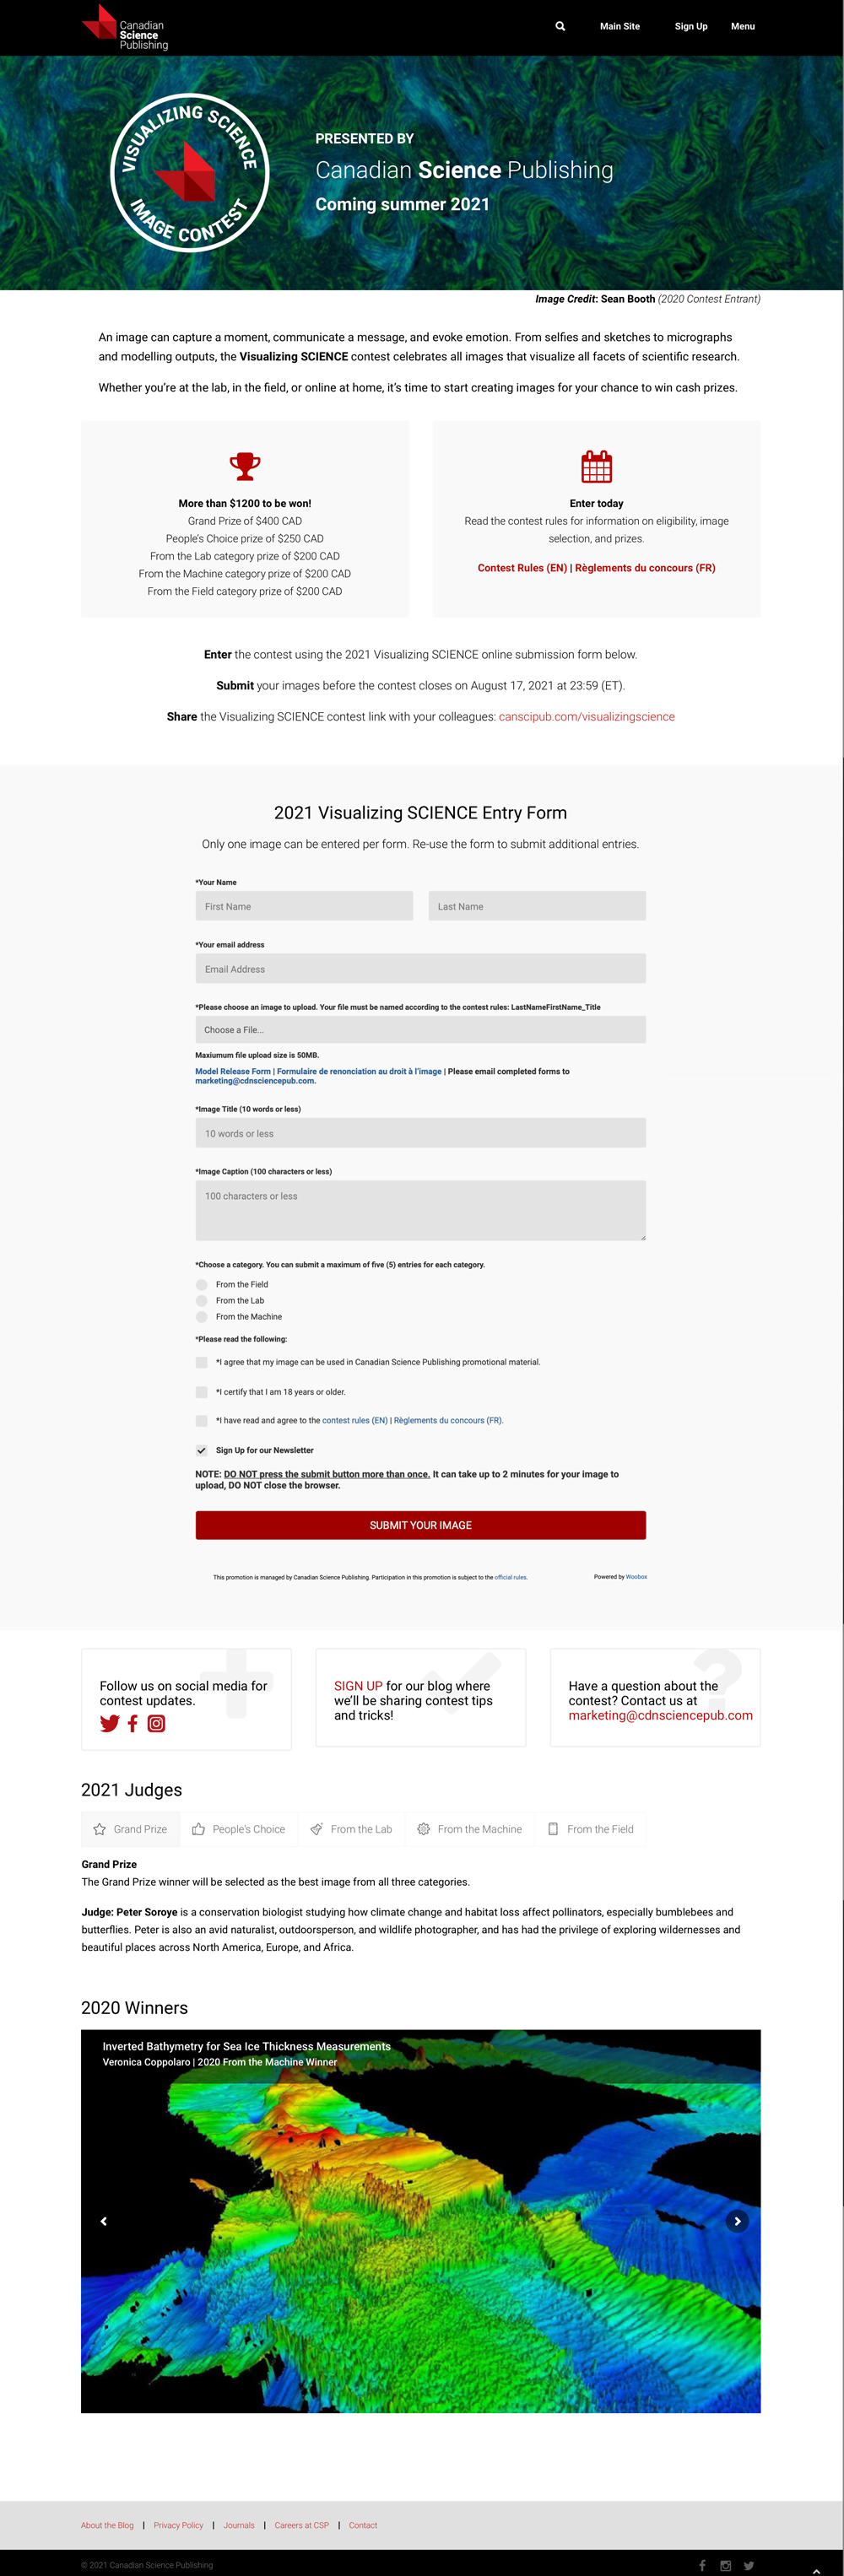 Canadian
Science
Publishing
Main Site
Sign Up
Menu
VISUALIZING SCIENCE
IMAGE CONTEST
PRESENTED BY
Canadian Science Publishing
Coming summer 2021
Image Credit: Sean Booth (2020 Contest Entrant)
An image can capture a moment, communicate a message, and evoke emotion. From selfies and sketches to micrographs
and modelling outputs, the Visualizing SCIENCE contest celebrates all images that visualize all facets of scientific research.
Whether you're at the lab, in the field, or online at home, it's time to start creating images for your chance to win cash prizes.
More than $1200 to be won!
Grand Prize of $400 CAD
People's Choice prize of $250 CAD
From the Lab category prize of $200 CAD
From the Machine category prize of $200 CAD
From the Field category prize of $200 CAD
Enter today
Read the contest rules for information on eligibility, image
selection, and prizes.
Contest Rules (EN) | Règlements du concours (FR)
Enter the contest using the 2021 Visualizing SCIENCE online submission form below.
Submit your images before the contest closes on August 17, 2021 at 23:59 (ET).
Share the Visualizing SCIENCE contest link with your colleagues: canscipub.com/visualizingscience
2021 Visualizing SCIENCE Entry Form
Only one image can be entered per form. Re-use the form to submit additional entries.
*Your Name
First Name
Last Name
*Your email address
Email Address
*Please choose an image to upload. Your file must be named according to the contest rules: LastNameFirstName_Title
Choose a File...
Maxiumum file upload size is 50MB.
Model Release Form | Formulaire de renonciation au droit à l'image | Please email completed forms to
marketing@cdnsciencepub.com.
*Image Title (10 words or less)
10 words or less
*Image Caption (100 characters or less)
100 characters or less
*Choose a category. You can submit a maximum of five (5) entries for each category.
From the Field
From the Lab
From the Machine
*Please read the following:
*I agree that my image can be used in Canadian Science Publishing promotional material.
*I certify that I am 18 years or older.
*I have read and agree to the contest rules (EN) | Règlements du concours (FR).
Sign Up for our Newsletter
NOTE: DO NOT press the submit button more than once. It can take up to 2 minutes for your image to
upload, DO NOT close the browser.
SUBMIT YOUR IMAGE
This promotion is managed by Canadian Science Publishing. Participation in this promotion is subject to the official rules.
Powered by Woobox
Follow us on social media for
contest updates.
SIGN UP for our blog where
we'll be sharing contest tips
and tricks!
Have a question about the
contest? Contact us at
marketing@cdnsciencepub.com
2021 Judges
Grand Prize
People's Choice
From the Lab
From the Machine
From the Field
Grand Prize
The Grand Prize winner will be selected as the best image from all three categories.
Judge: Peter Soroye is a conservation biologist studying how climate change and habitat loss affect pollinators, especially bumblebees and
butterflies. Peter is also an avid naturalist, outdoorsperson, and wildlife photographer, and has had the privilege of exploring wildernesses and
beautiful places across North America, Europe, and Africa.
2020 Winners
Inverted Bathymetry for Sea Ice Thickness Measurements
Veronica Coppolaro | 2020 From the Machine Winner
About the Blog | Privacy Policy | Journals | Careers at CSP | Contact
© 2021 Canadian Science Publishing